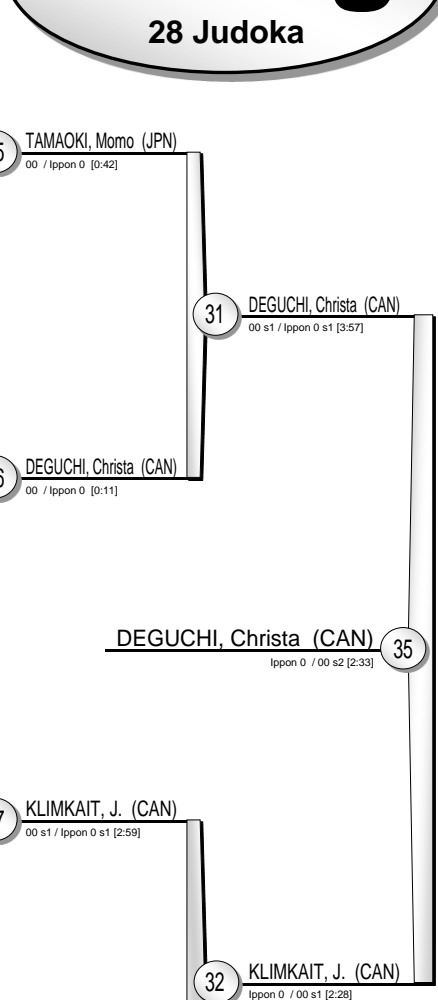 28 Judoka
5 TAMAOKI, Momo (JPN)
00 / Ippon 0 [0:42]
31 DEGUCHI, Christa (CAN)
00 s1 / Ippon 0 s1 [3:57]
6 DEGUCHI, Christa (CAN)
00 / Ippon 0 [0:11]
DEGUCHI, Christa (CAN) 35
Ippon 0 / 00 s2 [2:33]
7 KLIMKAIT, J. (CAN)
00 s1 / Ippon 0 s1 [2:59]
32 KLIMKAIT, J. (CAN)
Ippon 0 / 00 s1 [2:28]